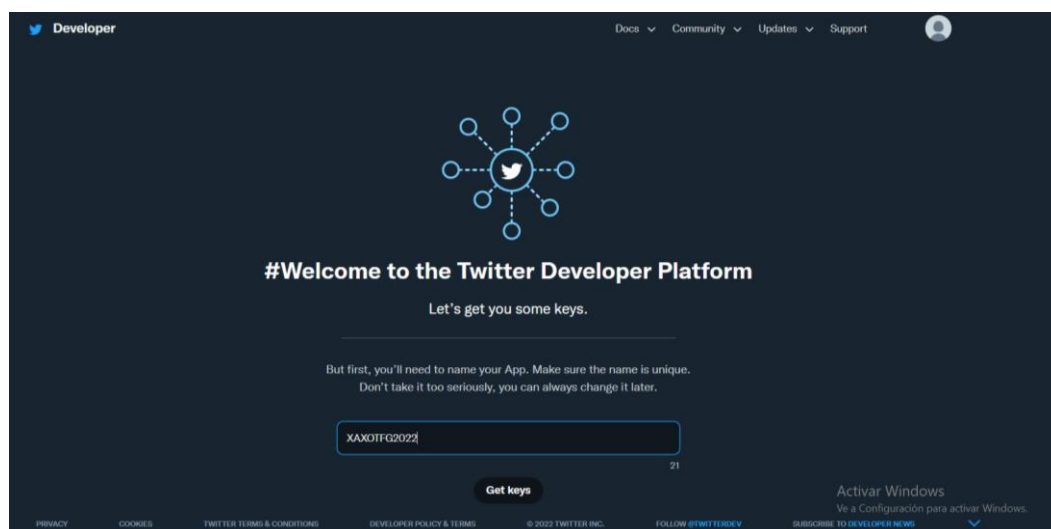 Developer
Docs Community Updates Support
#Welcome to the Twitter Developer Platform
Let's get you some keys.
But first, you'll need to name your App. Make sure the name is unique.
Don't take it too seriously, you can always change it later.
XAXOTFG2022
21
Get keys
Activar Windows
Ve a Configuración para activar Windows.
PRIVACY COOKIES TWITTER TERMS & CONDITIONS DEVELOPER POLICY & TERMS © 2022 TWITTER INC. FOLLOW @TWITTERDEV SUBSCRIBE TO DEVELOPER NEWS